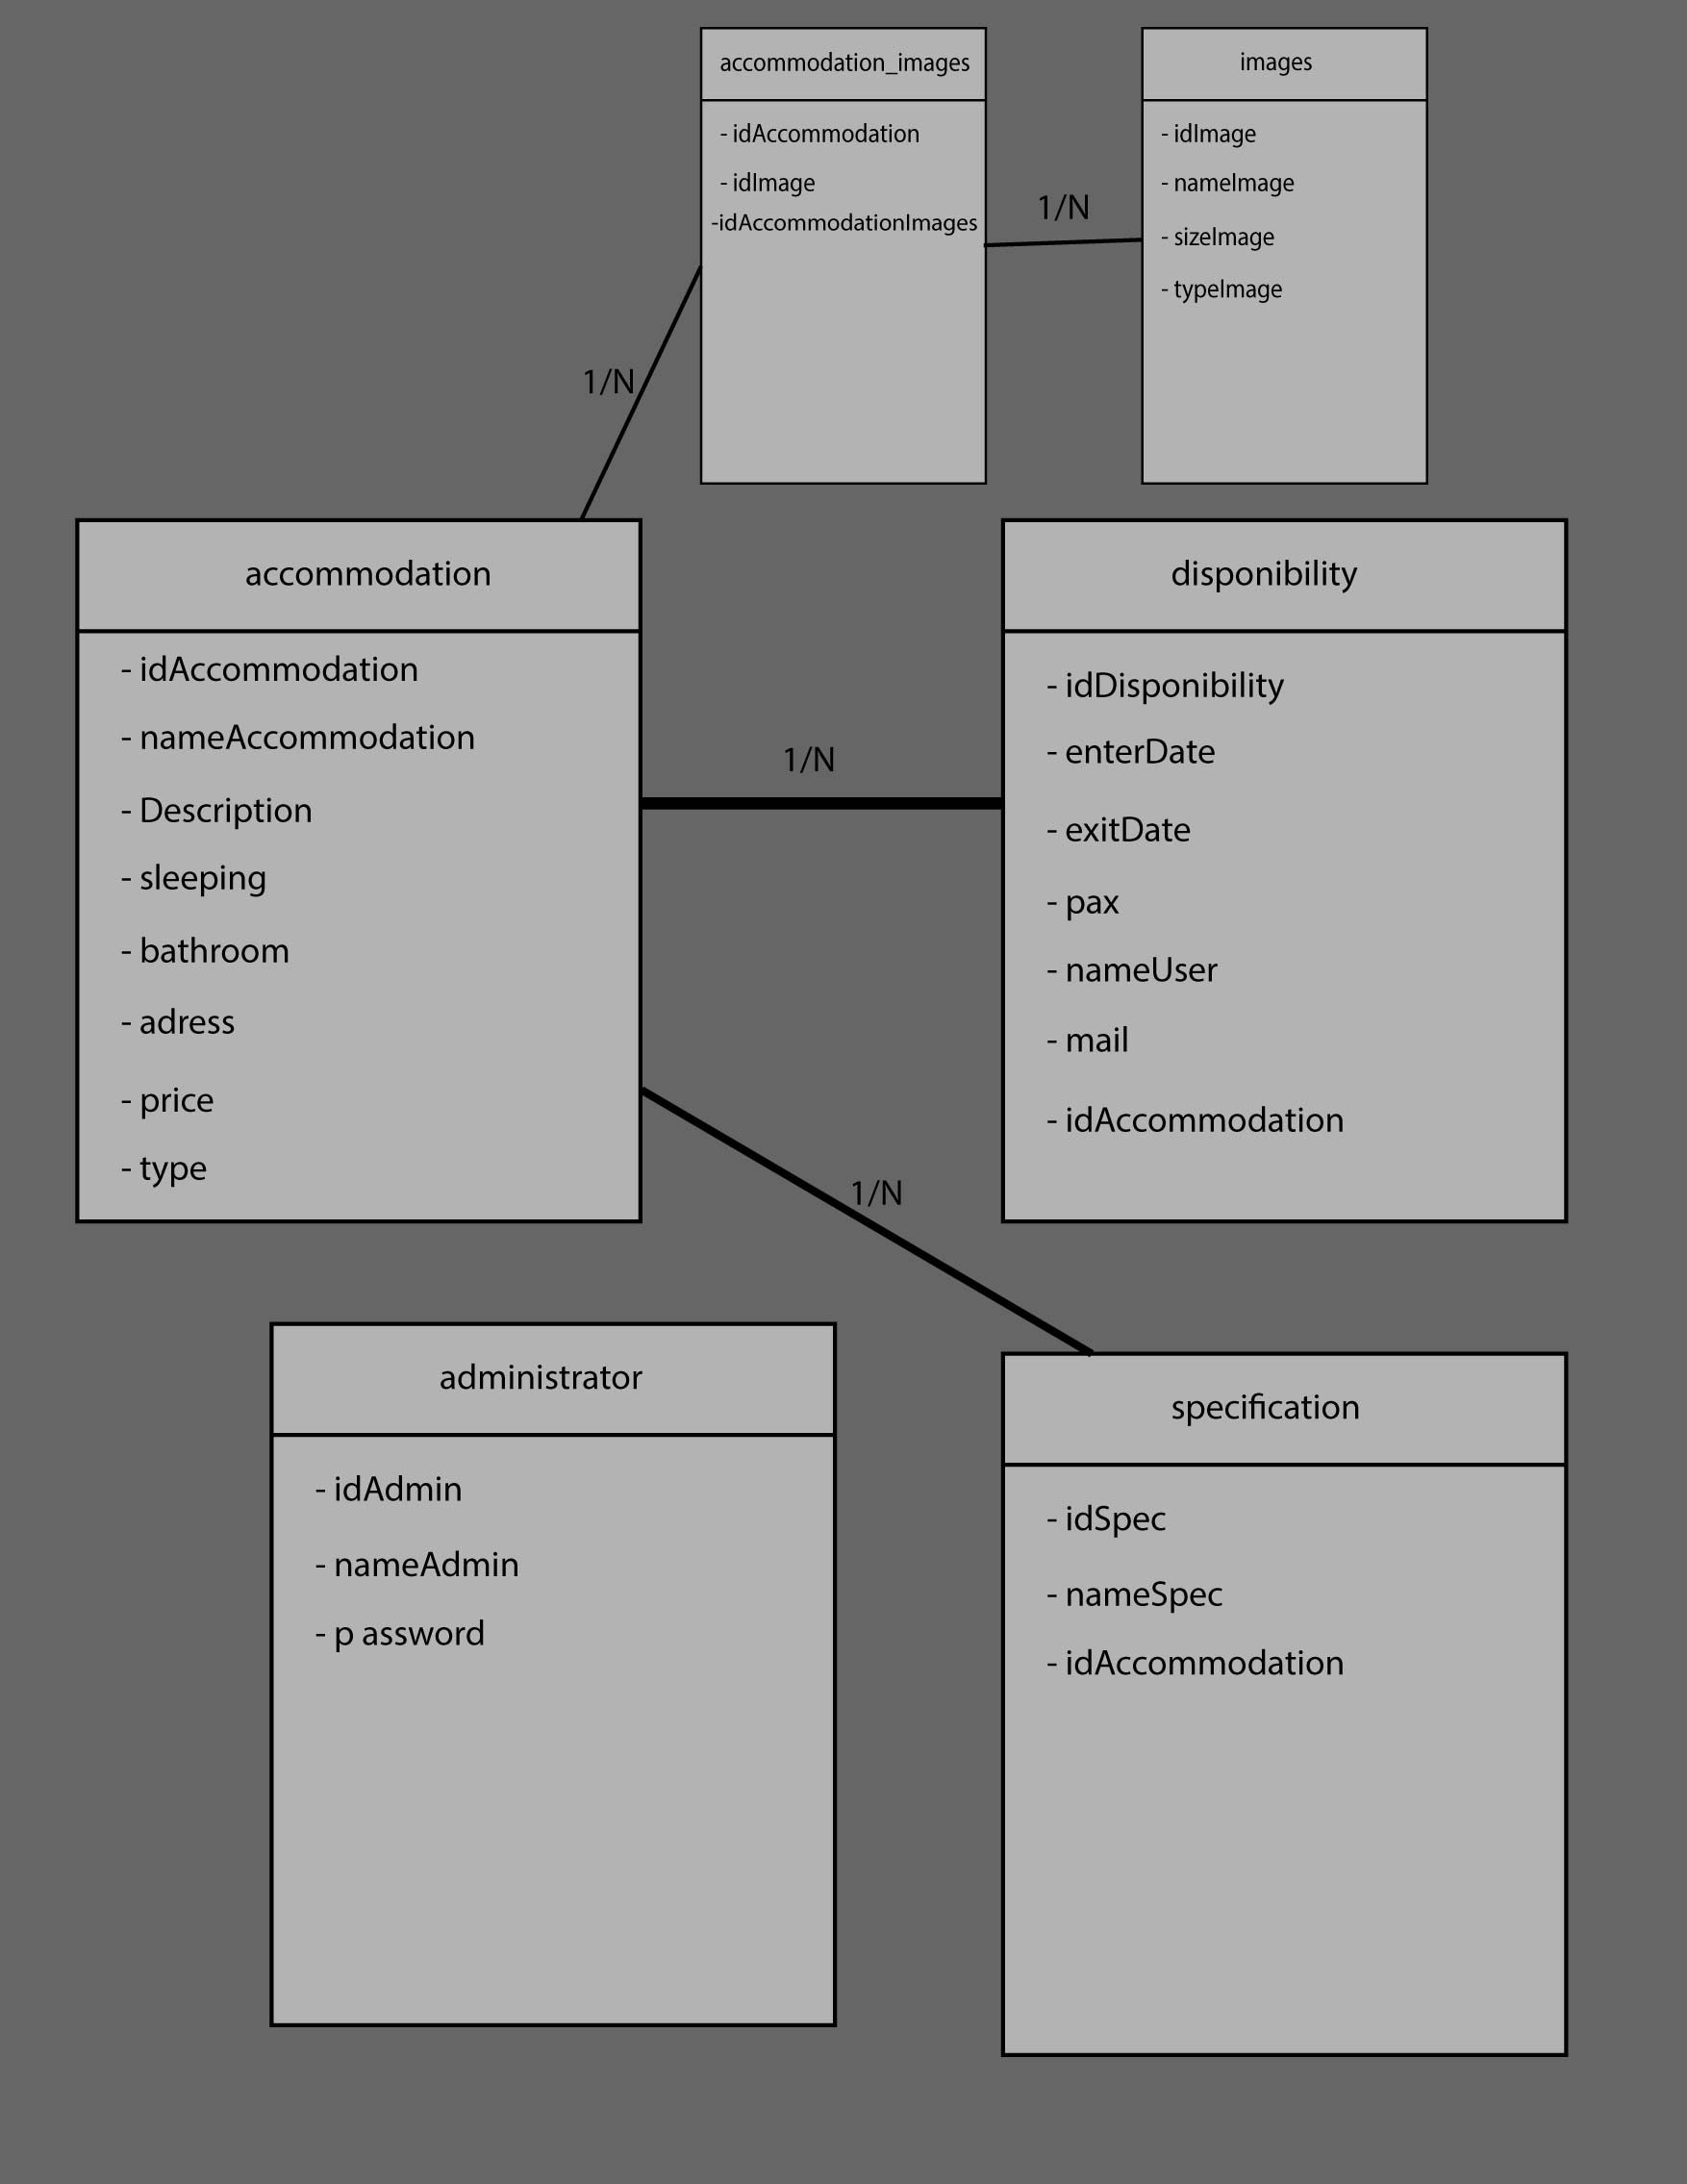 accommodation_images
- idAccommodation
- idImage
-idAccommodationImages
images
- idImage
- nameImage
- sizeImage
- typeImage
1/N
1/N
accommodation
- idAccommodation
- nameAccommodation
- Description
- sleeping
- bathroom
- adress
- price
- type
1/N
disponibility
- idDisponibility
- enterDate
- exitDate
- pax
- nameUser
- mail
- idAccommodation
1/N
administrator
- idAdmin
- nameAdmin
- p assword
specification
- idSpec
- nameSpec
- idAccommodation